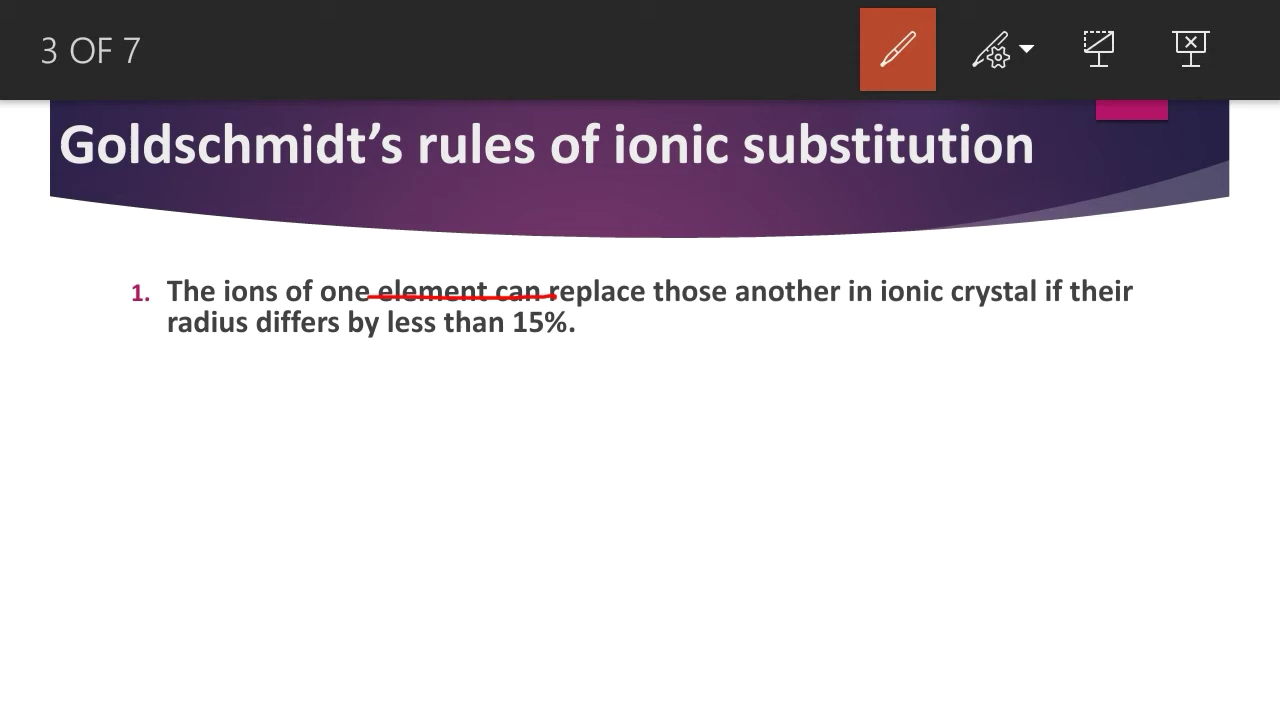 3 OF 7
Goldschmidt’s rules of ionic substitution
1. The ions of one element can replace those another in ionic crystal if their
radius differs by less than 15%.